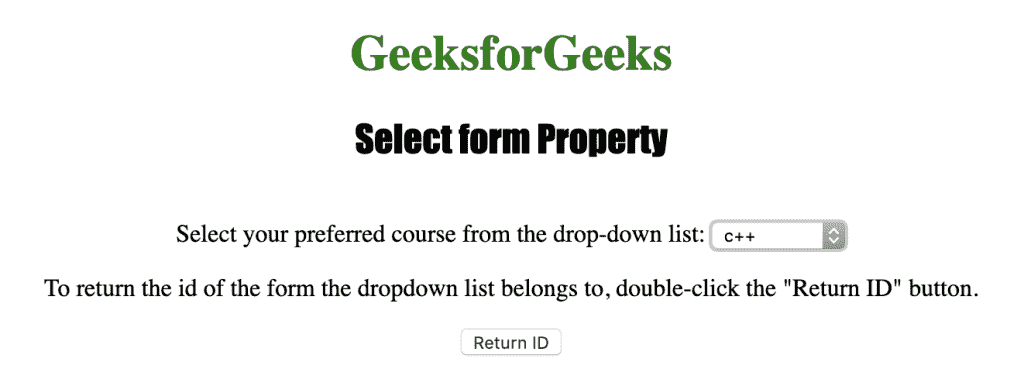 GeeksforGeeks
Select form Property
Select your preferred course from the drop-down list: c++
To return the id of the form the dropdown list belongs to, double-click the "Return ID" button.
Return ID